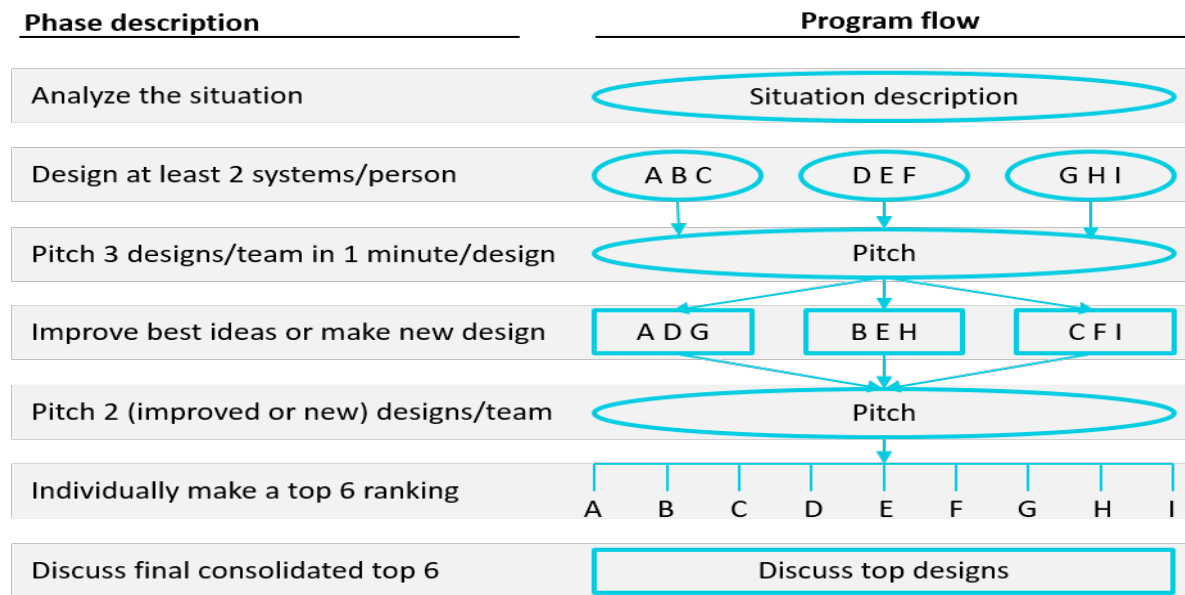 Phase description
Program flow
Analyze the situation
Situation description
Design at least 2 systems/person
A B C
D E F
G H I
Pitch 3 designs/team in 1 minute/design
Pitch
Improve best ideas or make new design
A D G
B E H
C F I
Pitch 2 (improved or new) designs/team
Pitch
Individually make a top 6 ranking
A B C D E F G H I
Discuss final consolidated top 6
Discuss top designs